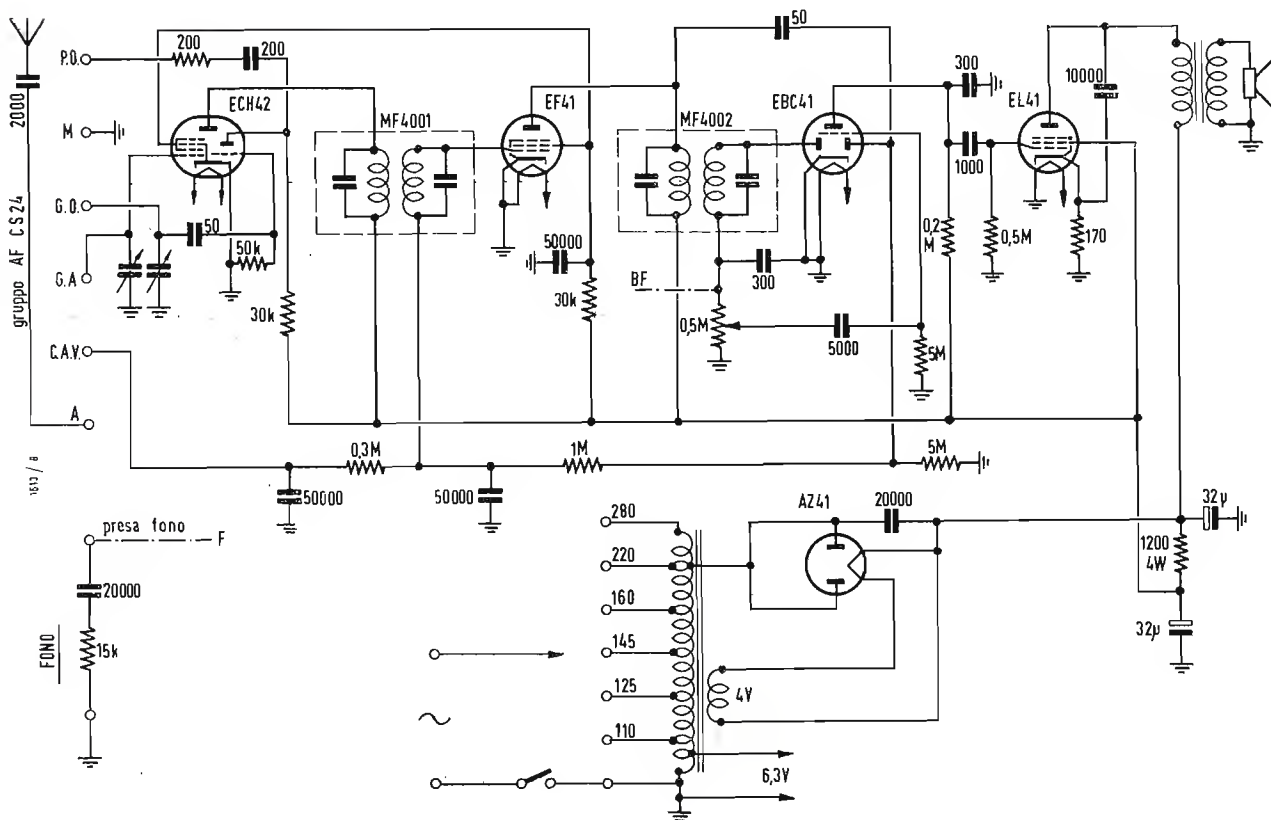 P.O.
200
200
ECH42
2000
M
gruppo AF CS24
G.O.
50
50k
G.A
30k
C.A.V.
A
MF4001
EF41
50000
30k
50
MF4002
EBC41
300
BF
0,5M
5000
5M
300
1000
0,2
M
0,5M
EL41
170
10000
0,3M
1M
5M
50000
50000
presa fono
F
20000
15k
FONO
280
220
160
145
125
110
AZ41
20000
4V
6,3V
32µ
1200
4W
32µ